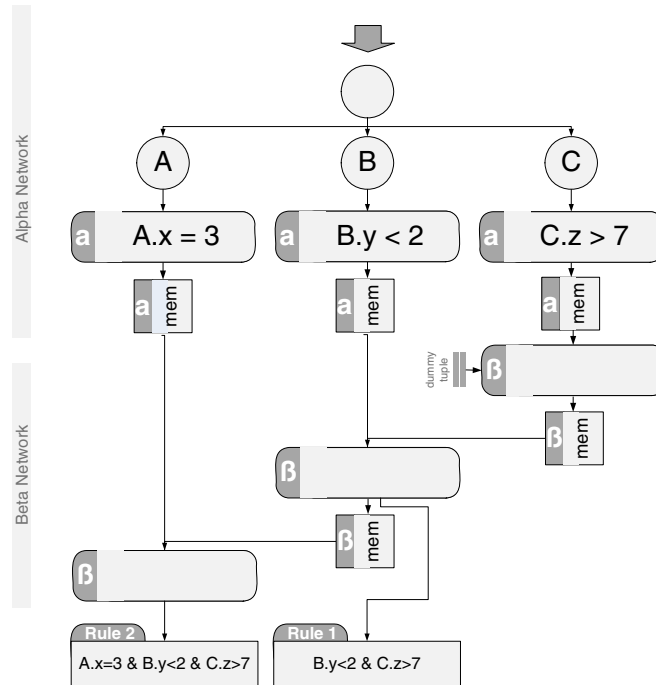 Alpha Network
A
B
C
a
A.x = 3
a
B.y < 2
a
C.z > 7
a
mem
a
mem
a
mem
dummy
tuple
ß
Beta Network
ß
mem
ß
ß
mem
ß
Rule 2
A.x=3 & B.y<2 & C.z>7
Rule 1
B.y<2 & C.z>7